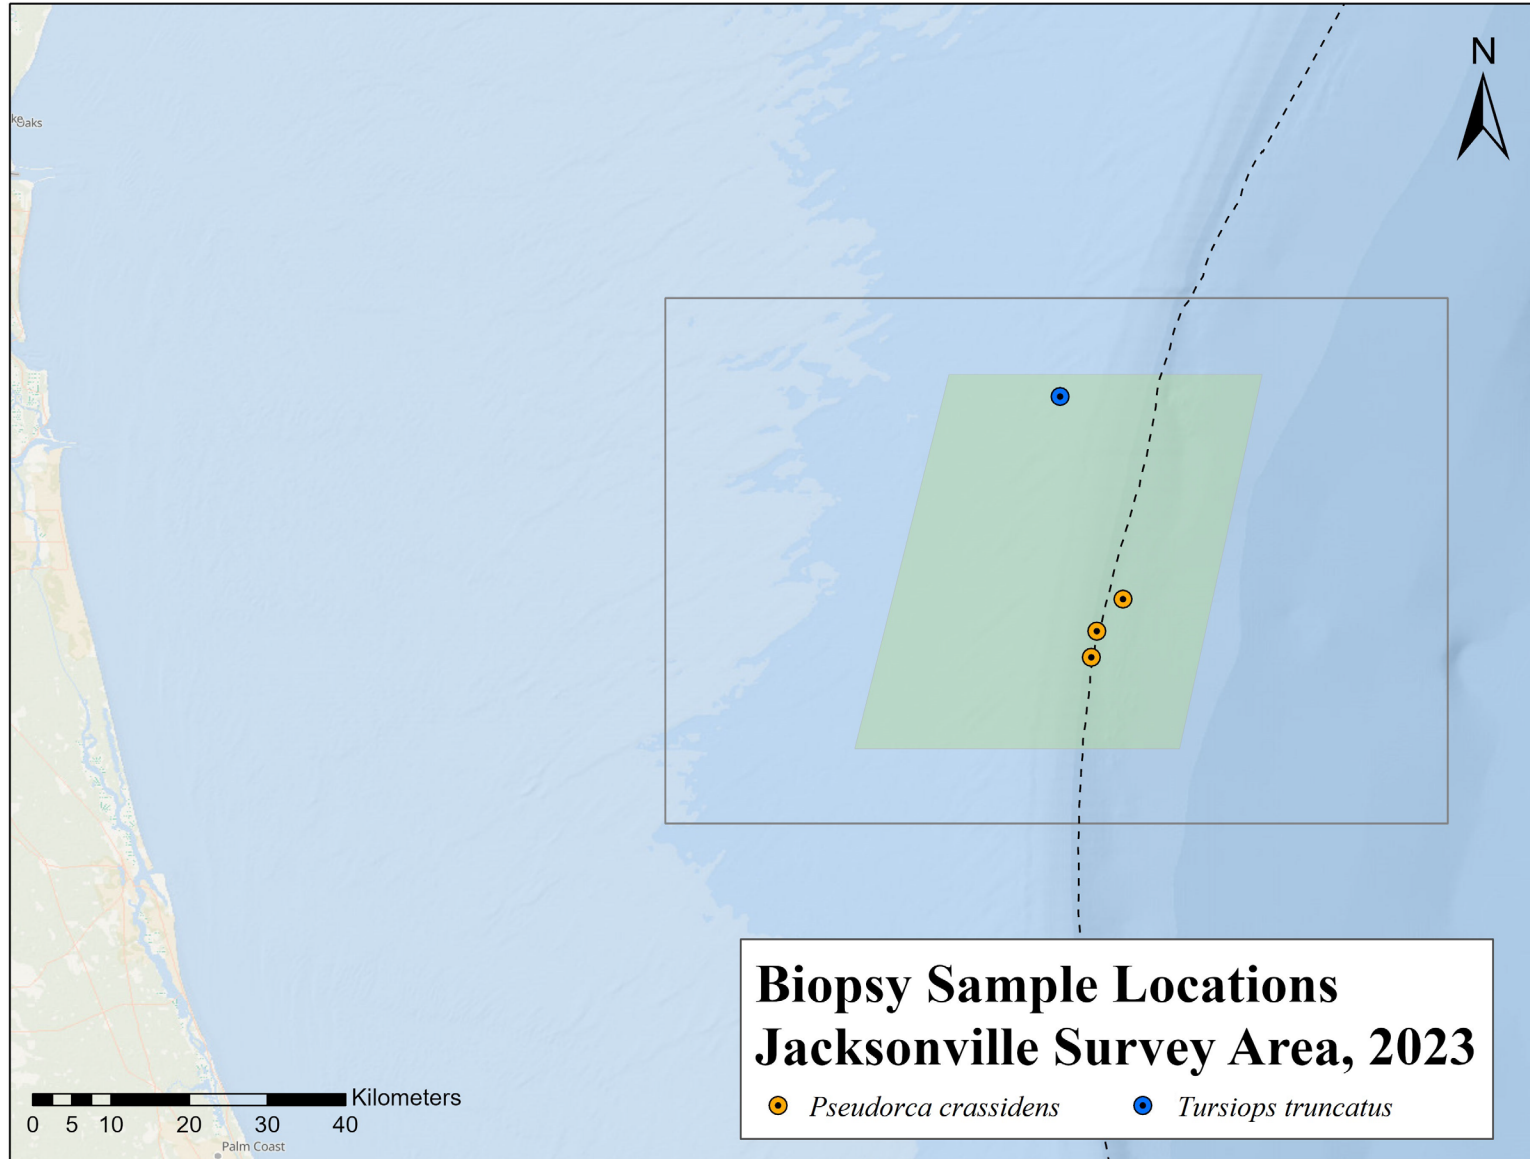 N
Oaks
Biopsy Sample Locations
Jacksonville Survey Area, 2023
Pseudorca crassidens Tursiops truncatus
Kilometers
0 5 10 20 30 40
Palm Coast